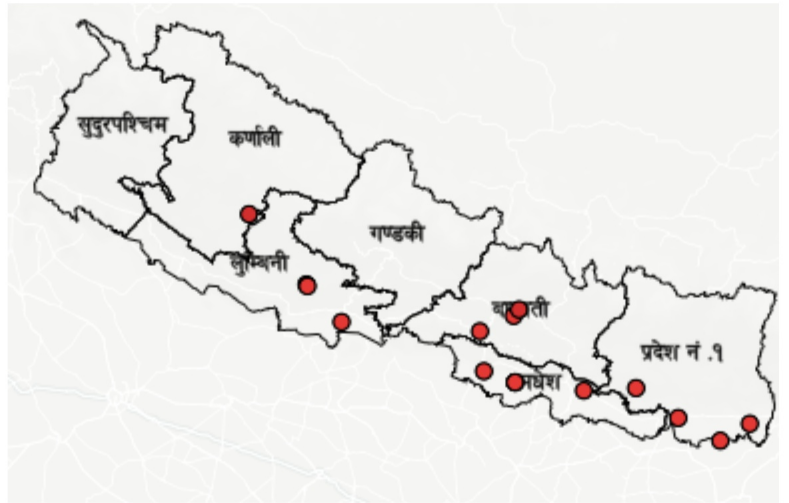 सुदुरपश्चिम
कर्णाली
गण्डकी
लुम्बिनी
प्रदेश नं .१
मधेश